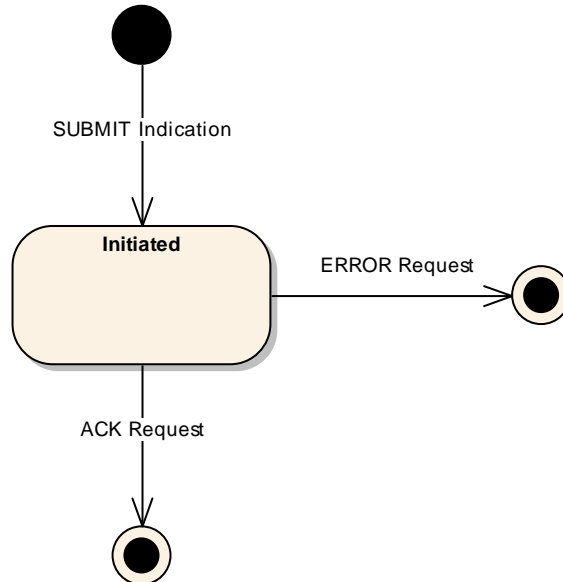 SUBMIT Indication
Initiated
ERROR Request
ACK Request